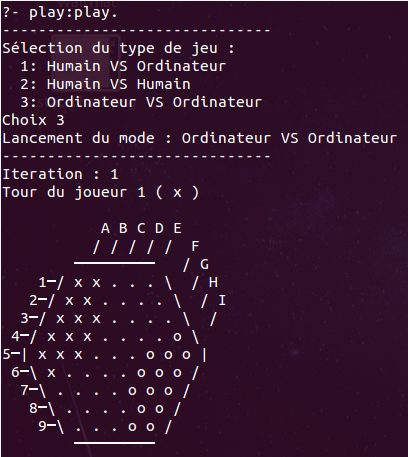 ?- play:play.
------------------------------
Sélection du type de jeu :
  1: Humain VS Ordinateur
  2: Humain VS Humain
  3: Ordinateur VS Ordinateur
Choix 3
Lancement du mode : Ordinateur VS Ordinateur
------------------------------
Iteration : 1
Tour du joueur 1 ( x )

           A B C D E
          / / / / /  F
        ─────────   / G
    1─/ x x . . . \  / H
   2─/ x x . . . . \  / I
  3─/ x x x . . . . \  /
 4─/ x x x . . . . o \
5─| x x x . . . o o o |
 6─\ x . . . . o o o /
  7─\ . . . . o o o /
   8─\ . . . . o o /
    9─\ . . . o o /
        ─────────